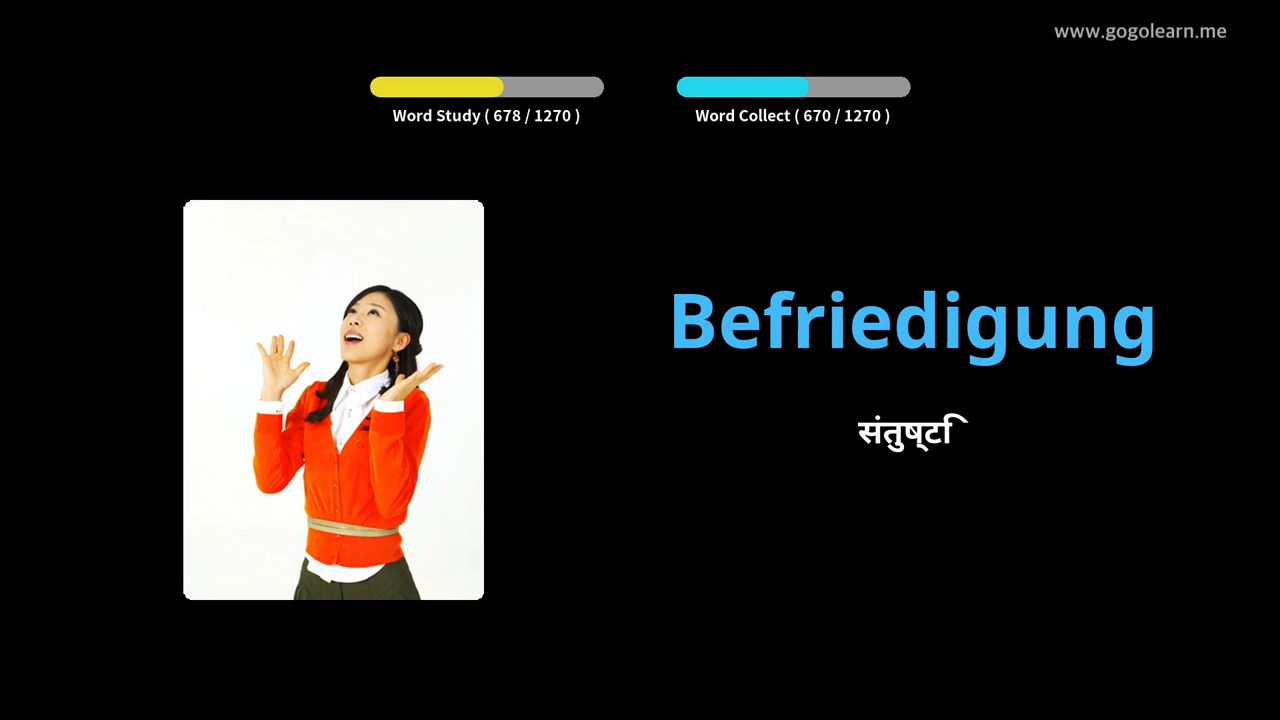 www.gogolearn.me
Word Study ( 678 / 1270 )
Word Collect ( 670 / 1270 )
Befriedigung
संतुष्टि